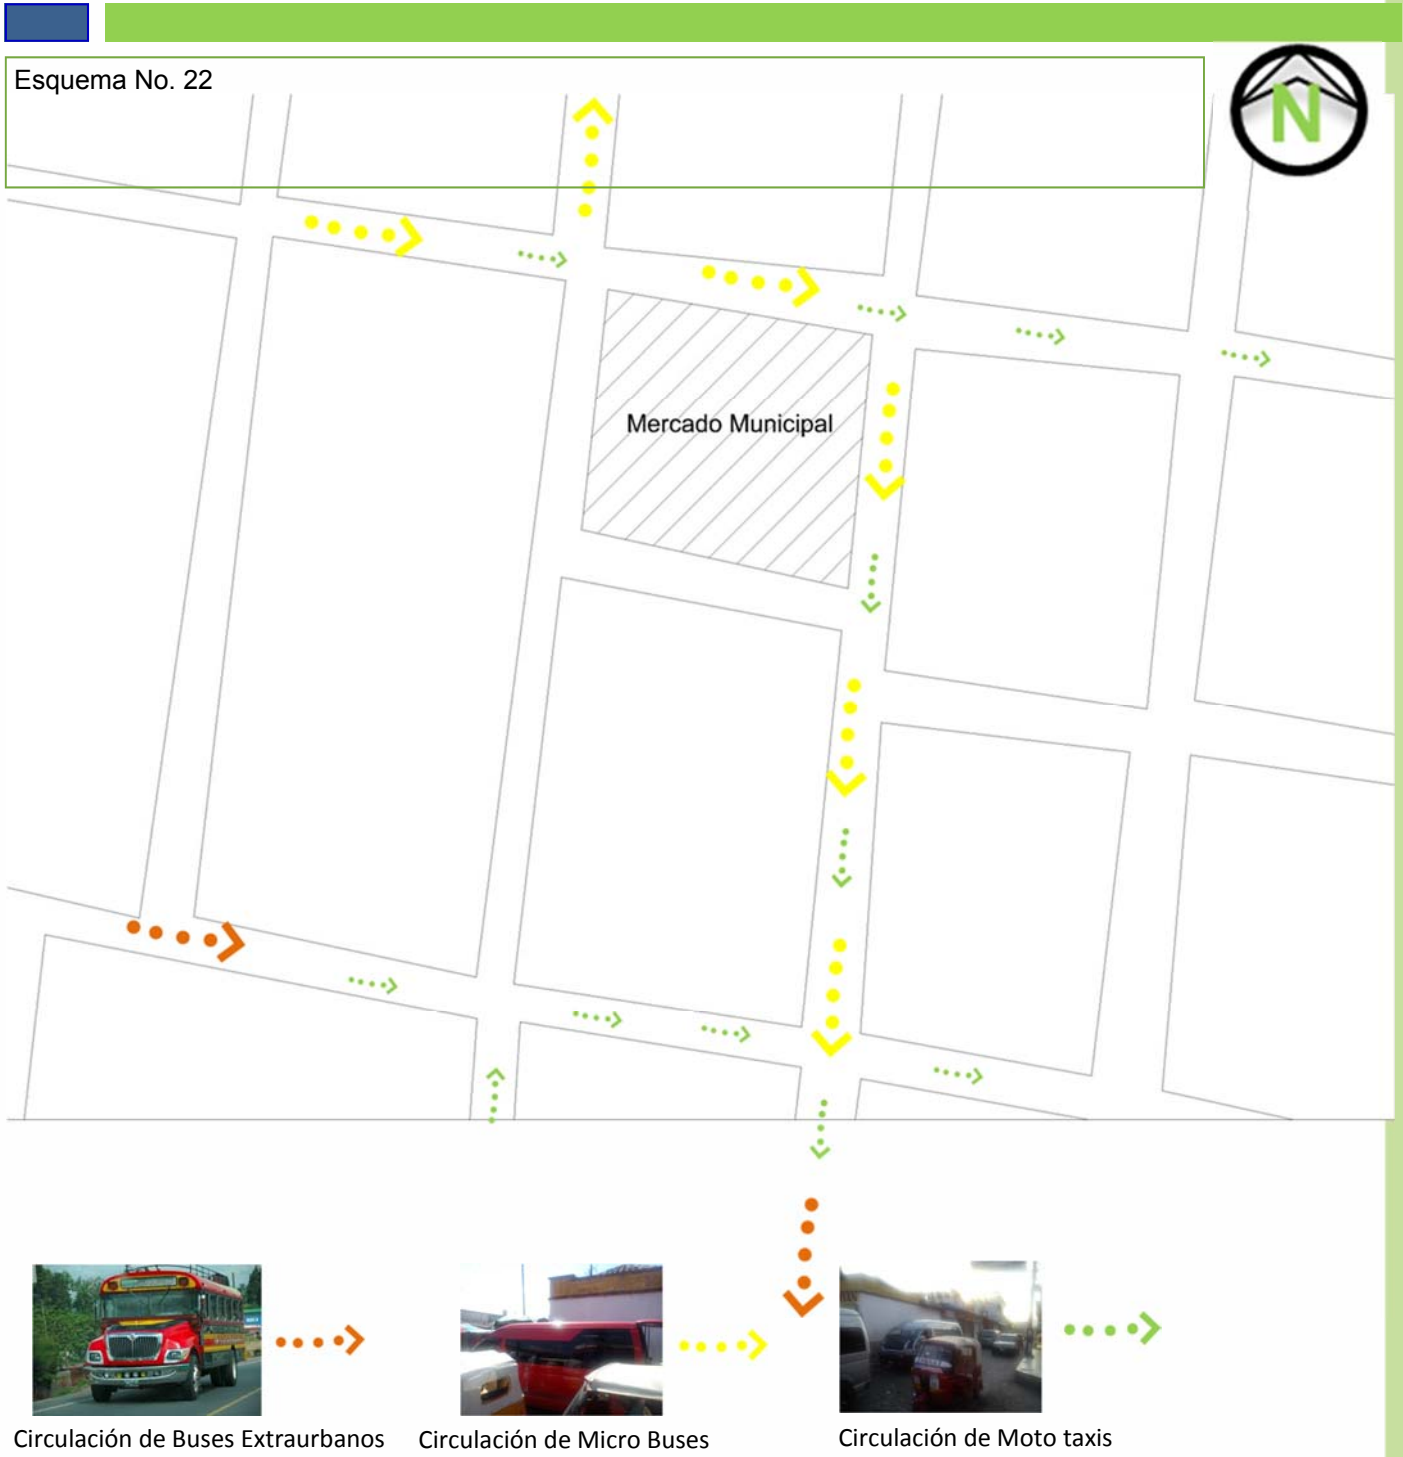 Esquema No. 22
N
Mercado Municipal
Circulación de Buses Extraurbanos
Circulación de Micro Buses
Circulación de Moto taxis